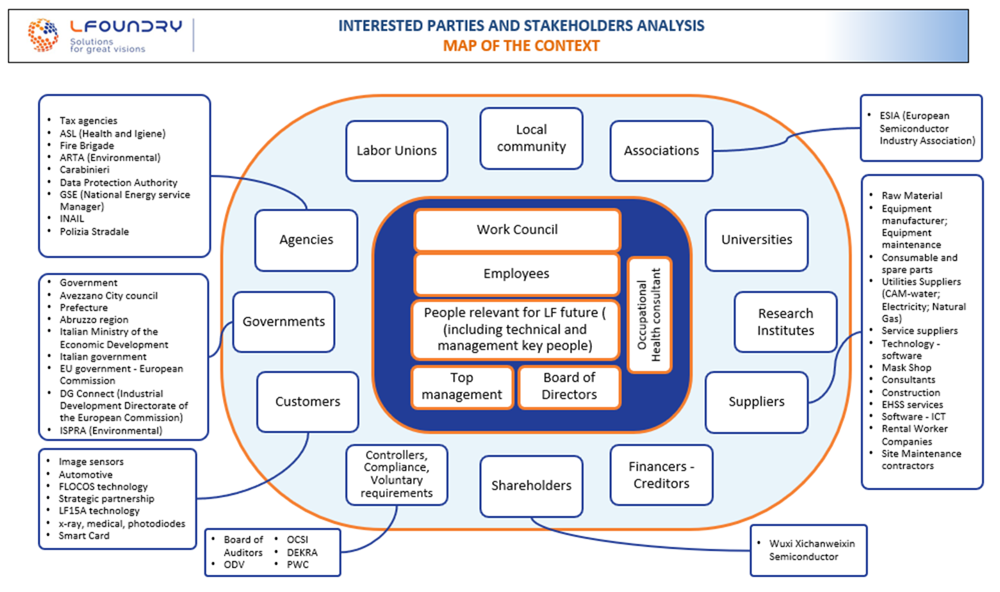 LFOUNDRY
Solutions
for great visions
INTERESTED PARTIES AND STAKEHOLDERS ANALYSIS
MAP OF THE CONTEXT
• Tax agencies
• ASL (Health and Igiene)
• Fire Brigade
• ARTA (Environmental)
• Carabinieri
• Data Protection Authority
• GSE (National Energy service
Manager)
• INAIL
• Polizia Stradale
• Government
• Avezzano City council
• Prefecture
• Abruzzo region
• Italian Ministry of the
Economic Development
• Italian government
• EU government - European
Commission
• DG Connect (Industrial
Development Directorate of
the European Commission)
• ISPRA (Environmental)
• Image sensors
• Automotive
• FLOCOS technology
• Strategic partnership
• LF15A technology
• x-ray, medical, photodiodes
• Smart Card
Labor Unions
Local
community
Associations
Agencies
Universities
Governments
Research
Institutes
Customers
Suppliers
Controllers,
Compliance,
Voluntary
requirements
Shareholders
Financers -
Creditors
Work Council
Employees
People relevant for LF future (
(including technical and
management key people)
Top
management
Board of
Directors
Occupational
Health consultant
• Board of
Auditors
• ODV
• OCSI
• DEKRA
• PWC
• ESIA (European
Semiconductor
Industry Association)
• Raw Material
• Equipment
manufacturer;
Equipment
maintenance
• Consumable and
spare parts
• Utilities Suppliers
(CAM-water;
Electricity; Natural
Gas)
• Service suppliers
• Technology -
software
• Mask Shop
• Consultants
• Construction
• EHSS services
• Software - ICT
• Rental Worker
Companies
• Site Maintenance
contractors
• Wuxi Xichanweixin
Semiconductor